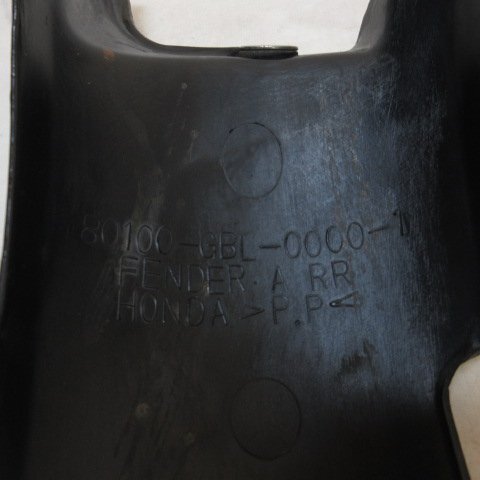 80100-GBL-0000-1
FENDER.A RR
HONDA >P.P<